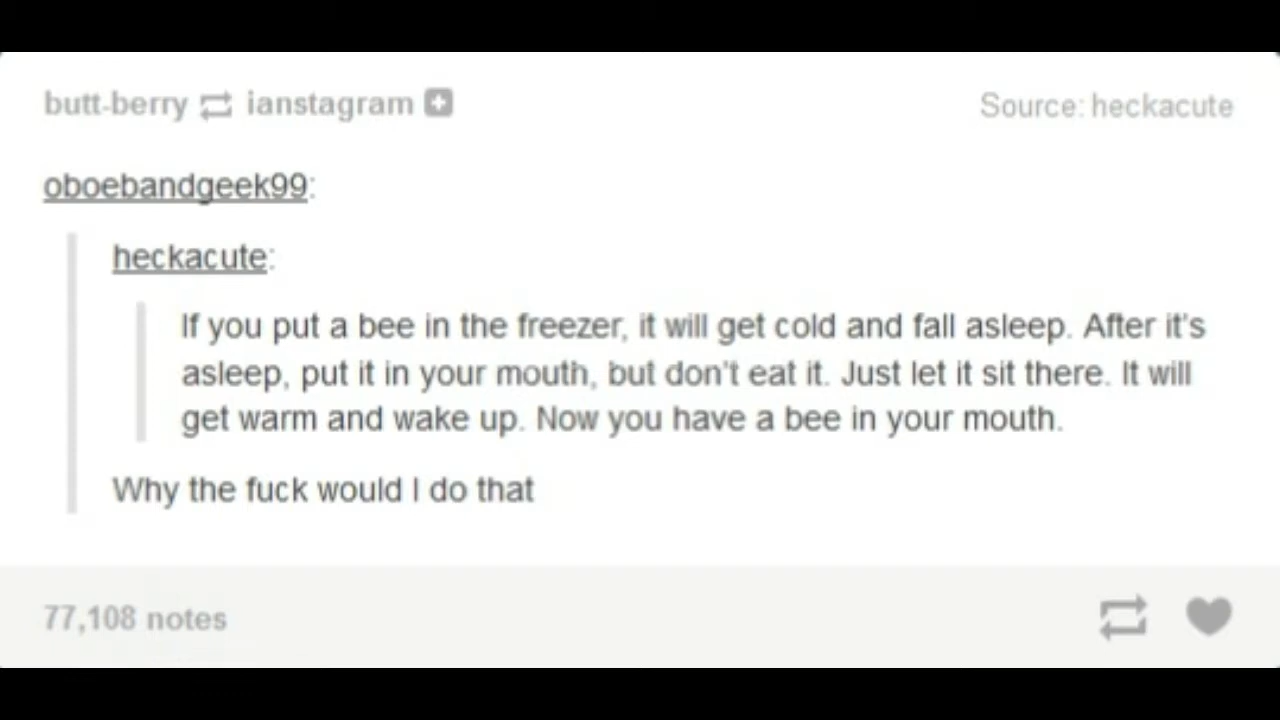 butt-berry ianstagram
Source: heckacute
oboebandgeek99:
heckacute:
If you put a bee in the freezer, it will get cold and fall asleep. After it's
asleep, put it in your mouth, but don't eat it. Just let it sit there. It will
get warm and wake up. Now you have a bee in your mouth.
Why the fuck would I do that
77,108 notes